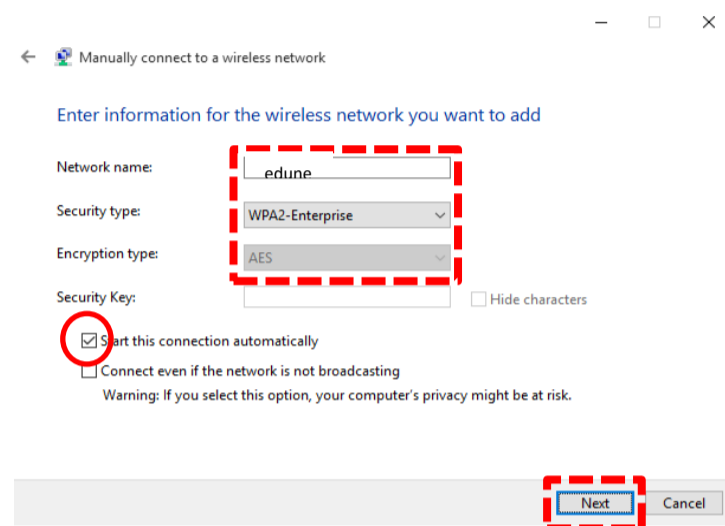 Manually connect to a wireless network
Enter information for the wireless network you want to add
Network name: edune
Security type: WPA2-Enterprise
Encryption type: AES
Security Key: Hide characters
Start this connection automatically
Connect even if the network is not broadcasting
Warning: If you select this option, your computer's privacy might be at risk.
Next Cancel